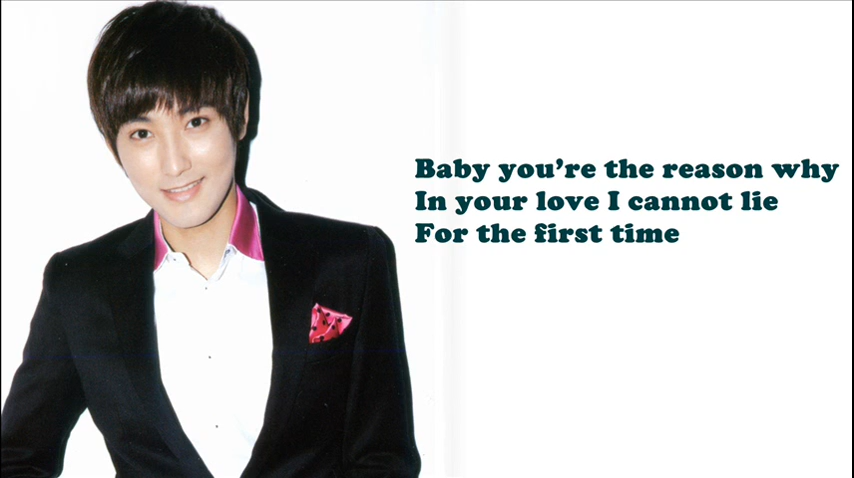 Baby you’re the reason why
In your love I cannot lie
For the first time